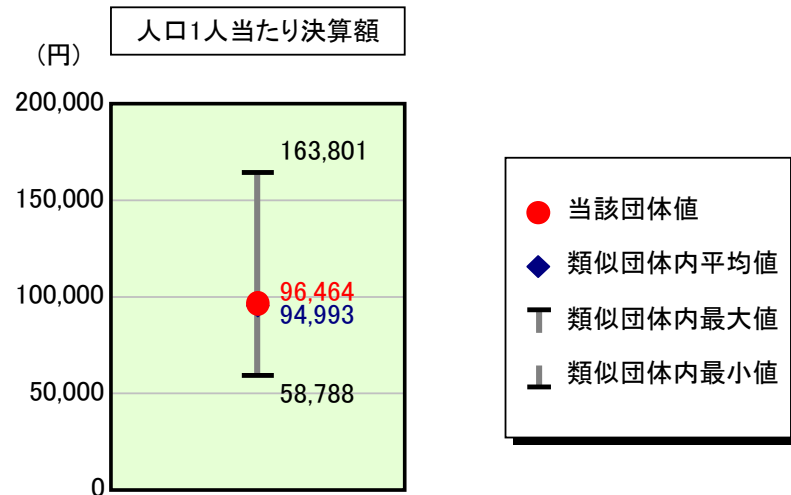 人口1人当たり決算額
(円)
200,000
150,000
100,000
50,000
0
163,801
96,464
94,993
58,788
当該団体値
類似団体内平均値
類似団体内最大値
類似団体内最小値